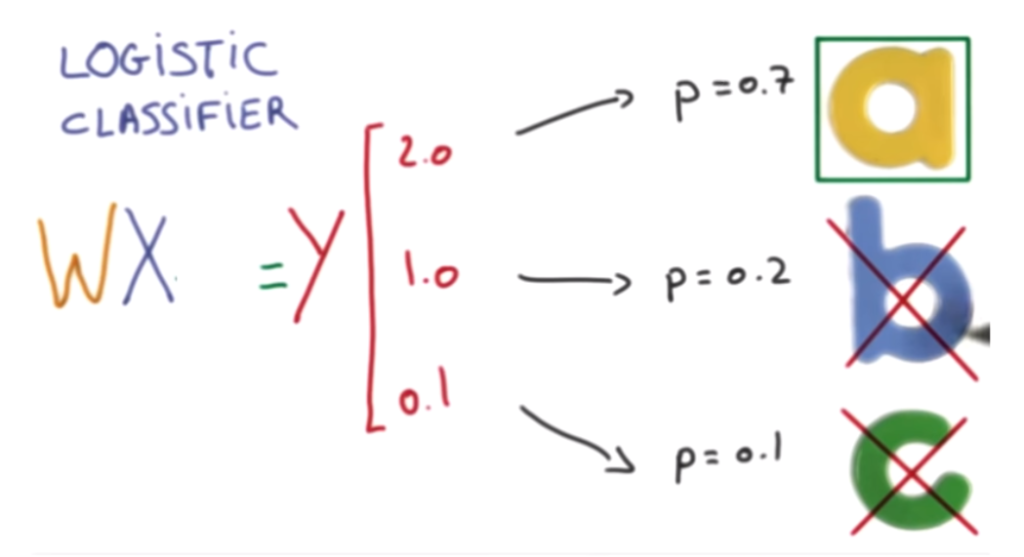 LOGISTIC
CLASSIFIER
WX = Y [
2.0 → p = 0.7 a
1.0 → p = 0.2 b
0.1 → p = 0.1 c